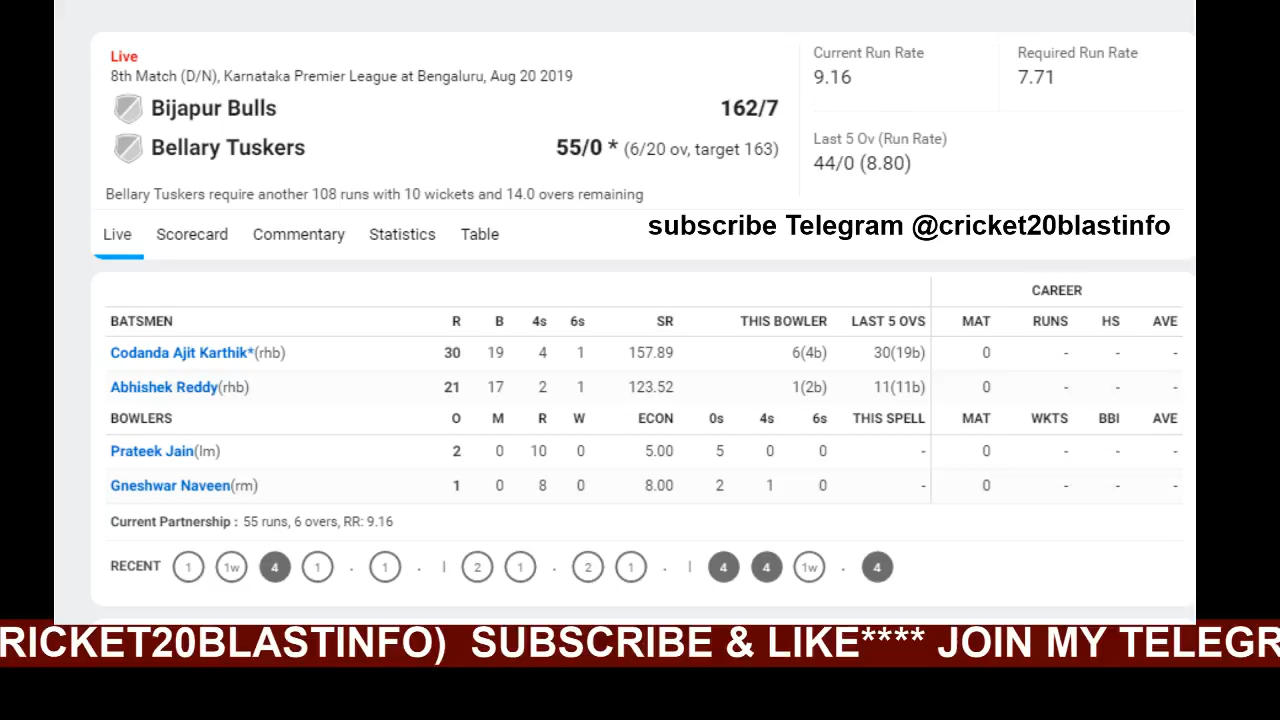 Live
8th Match (D/N), Karnataka Premier League at Bengaluru, Aug 20 2019
Bijapur Bulls 162/7
Bellary Tuskers 55/0 * (6/20 ov, target 163)
Bellary Tuskers require another 108 runs with 10 wickets and 14.0 overs remaining
Current Run Rate Required Run Rate
9.16 7.71
Last 5 Ov (Run Rate)
44/0 (8.80)
subscribe Telegram @cricket20blastinfo
Live Scorecard Commentary Statistics Table
CAREER
BATSMEN R B 4s 6s SR THIS BOWLER LAST 5 OVS MAT RUNS HS AVE
Codanda Ajit Karthik*(rhb) 30 19 4 1 157.89 6(4b) 30(19b) 0 - - -
Abhishek Reddy(rhb) 21 17 2 1 123.52 1(2b) 11(11b) 0 - - -
BOWLERS O M R W ECON 0s 4s 6s THIS SPELL MAT WKTS BBI AVE
Prateek Jain(lm) 2 0 10 0 5.00 5 0 0 - 0 - - -
Gneshwar Naveen(rm) 1 0 8 0 8.00 2 1 0 - 0 - - -
Current Partnership : 55 runs, 6 overs, RR: 9.16
RECENT 1 1w 4 1 . 1 . | 2 1 . 2 1 . | 4 4 1w . 4
RICKET20BLASTINFO) SUBSCRIBE & LIKE**** JOIN MY TELEGR